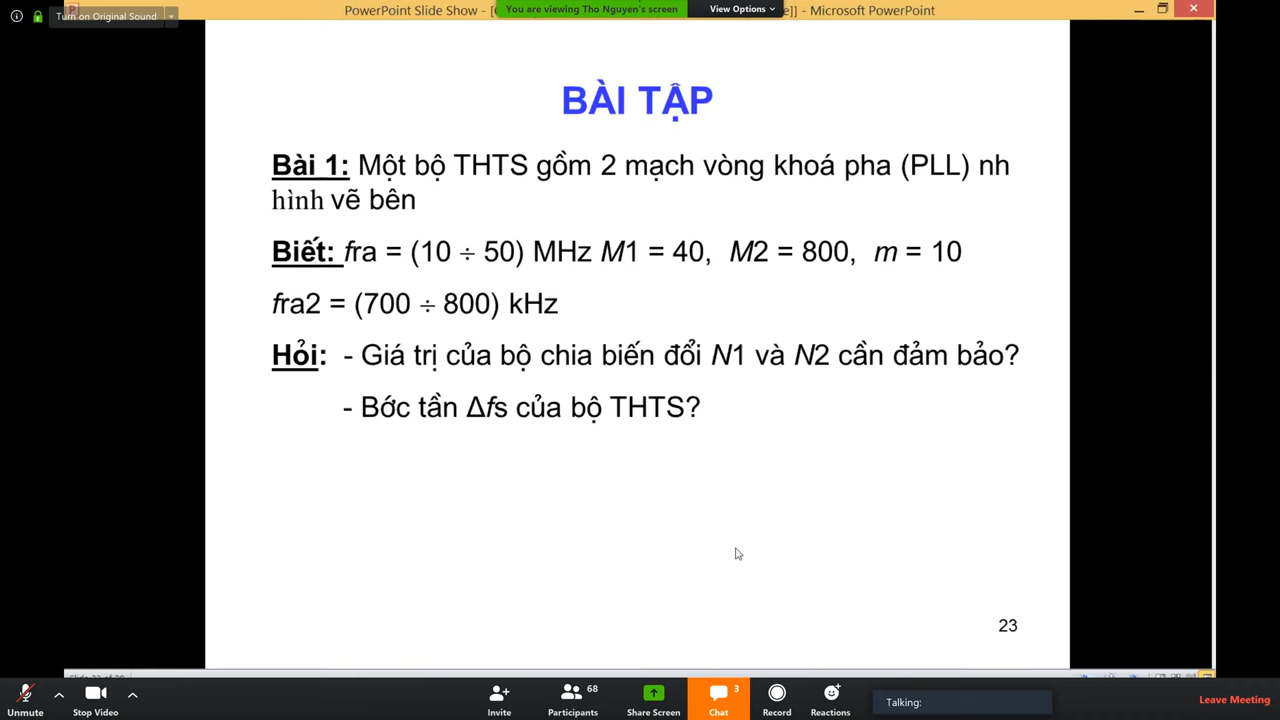 PowerPoint Slide Show - [
You are viewing Tho Nguyen's screen
View Options
]] - Microsoft PowerPoint
Turn on Original Sound
BÀI TẬP
Bài 1: Một bộ THTS gồm 2 mạch vòng khoá pha (PLL) nh
hình vẽ bên
Biết: fra = (10 ÷ 50) MHz M1 = 40, M2 = 800, m = 10
fra2 = (700 ÷ 800) kHz
Hỏi: - Giá trị của bộ chia biến đổi N1 và N2 cần đảm bảo?
- Bớc tần Δfs của bộ THTS?
23
Unmute
Stop Video
Invite
68
Participants
Share Screen
3
Chat
Record
Reactions
Talking:
Leave Meeting